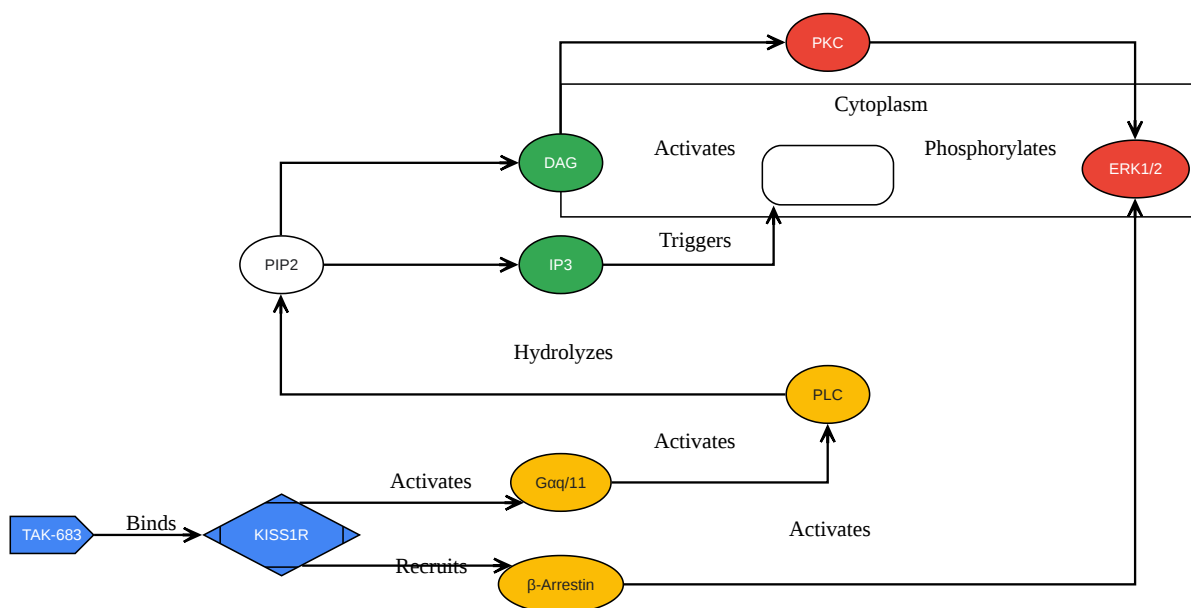 PKC
Cytoplasm
Activates
Phosphorylates
DAG
ERK1/2
Triggers
PIP2
IP3
Hydrolyzes
PLC
Activates
Activates
Gαq/11
Binds
TAK-683
KISS1R
Activates
Recruits
β-Arrestin